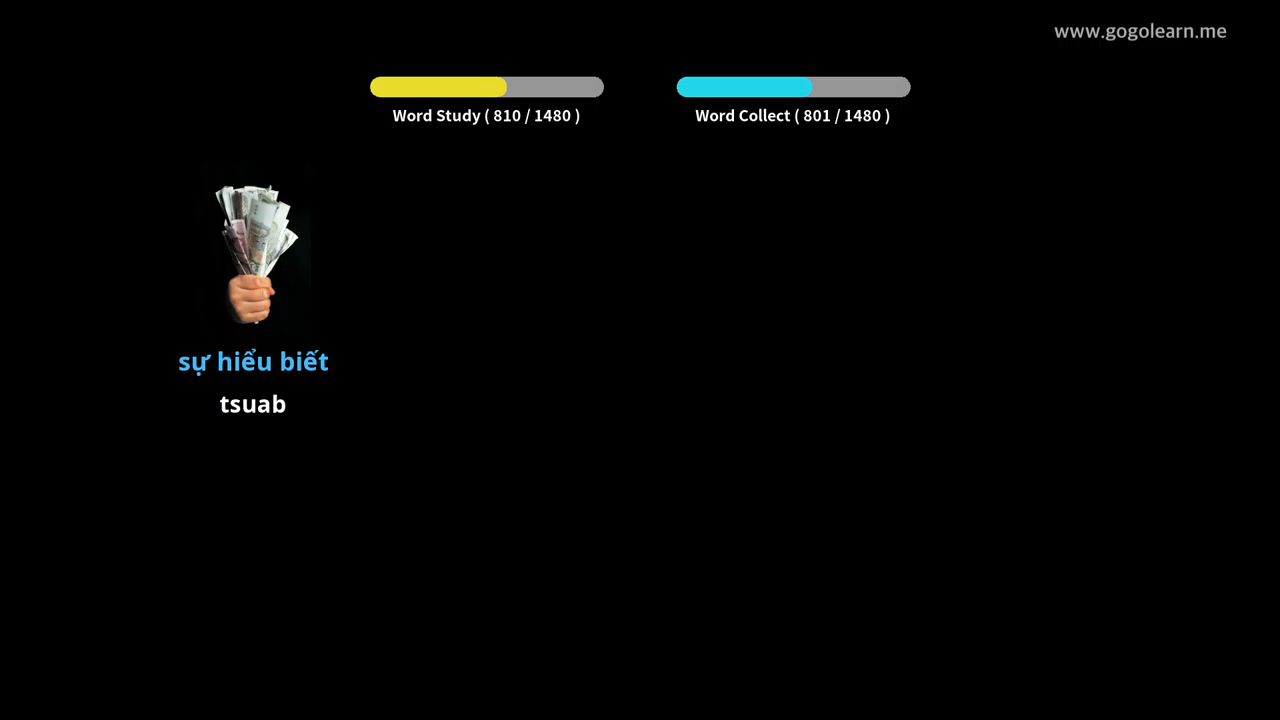 www.gogolearn.me
Word Study ( 810 / 1480 )
Word Collect ( 801 / 1480 )
sự hiểu biết
tsuab